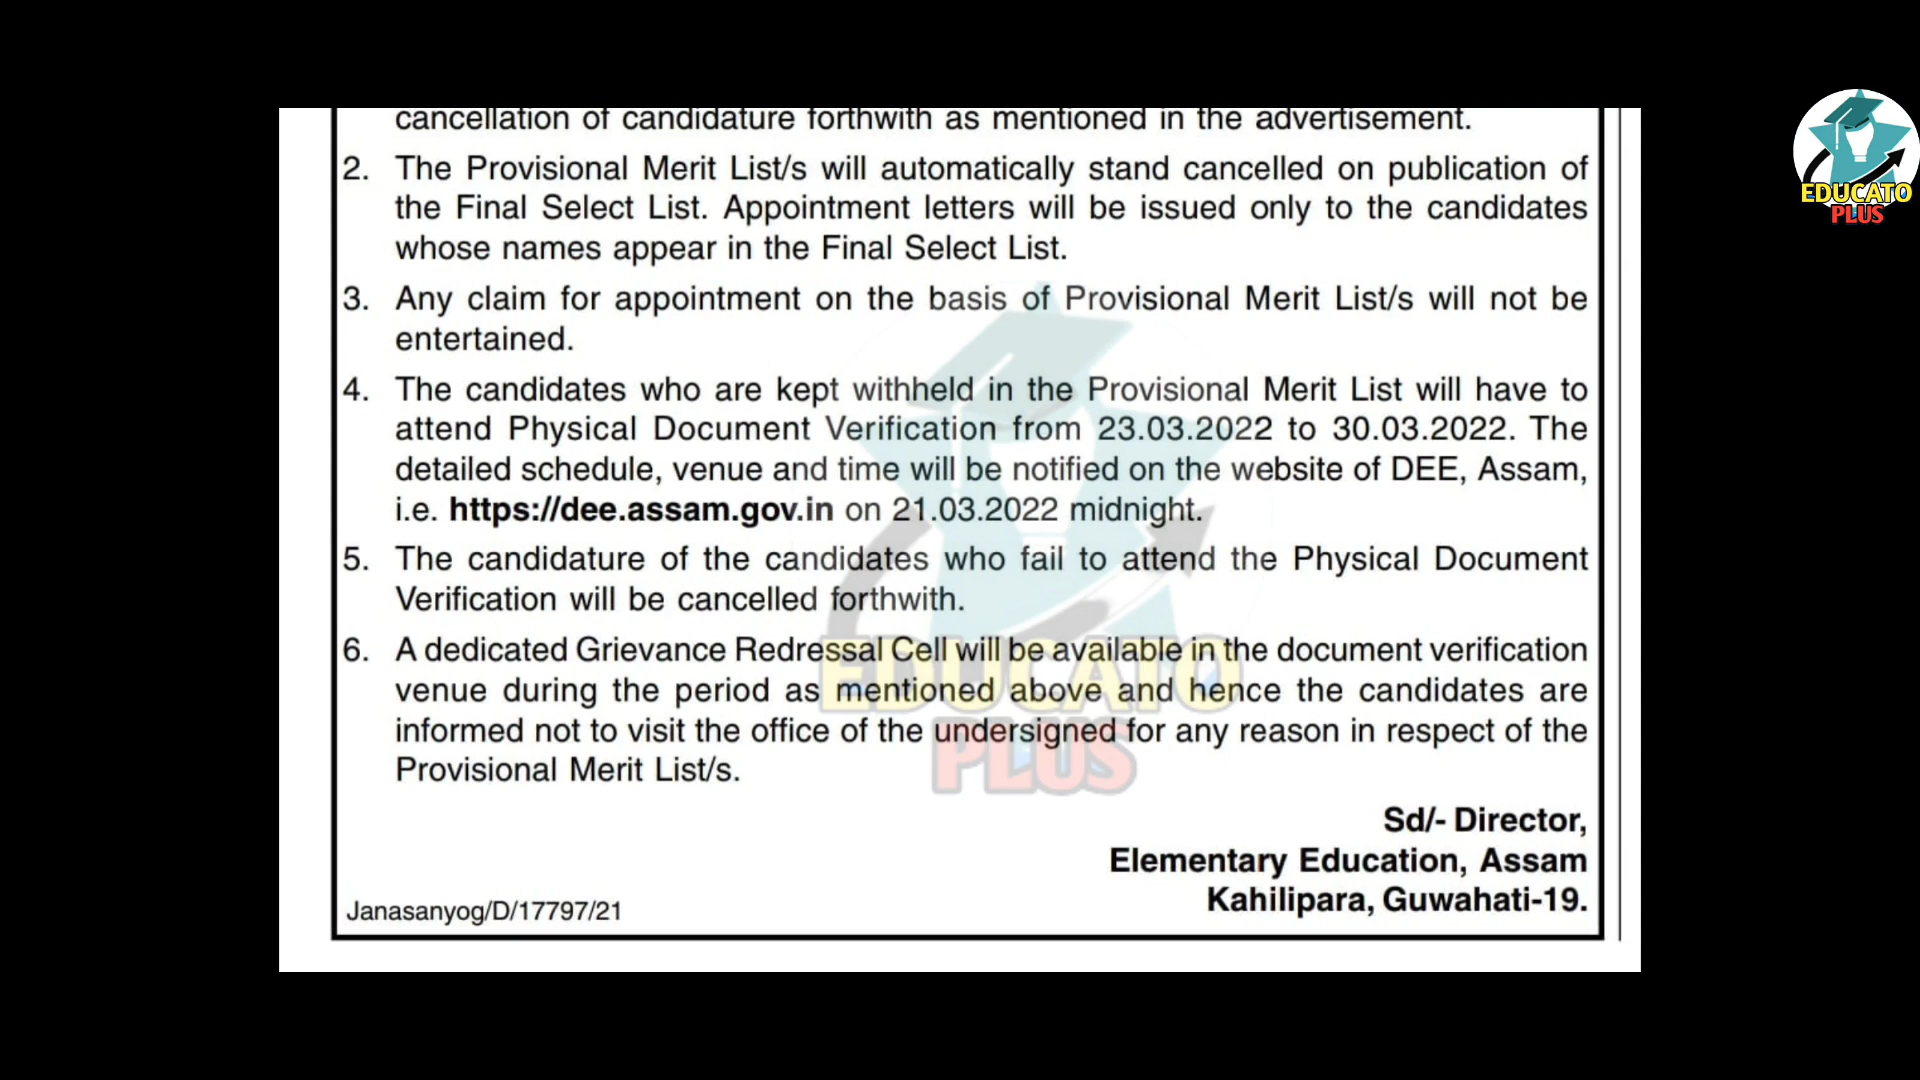 cancellation of candidature forthwith as mentioned in the advertisement.
2. The Provisional Merit List/s will automatically stand cancelled on publication of
the Final Select List. Appointment letters will be issued only to the candidates
whose names appear in the Final Select List.
3. Any claim for appointment on the basis of Provisional Merit List/s will not be
entertained.
4. The candidates who are kept withheld in the Provisional Merit List will have to
attend Physical Document Verification from 23.03.2022 to 30.03.2022. The
detailed schedule, venue and time will be notified on the website of DEE, Assam,
i.e. https://dee.assam.gov.in on 21.03.2022 midnight.
5. The candidature of the candidates who fail to attend the Physical Document
Verification will be cancelled forthwith.
6. A dedicated Grievance Redressal Cell will be available in the document verification
venue during the period as mentioned above and hence the candidates are
informed not to visit the office of the undersigned for any reason in respect of the
Provisional Merit List/s.
Sd/- Director,
Elementary Education, Assam
Kahilipara, Guwahati-19.
Janasanyog/D/17797/21
EDUCATO
PLUS
EDUCATO
PLUS